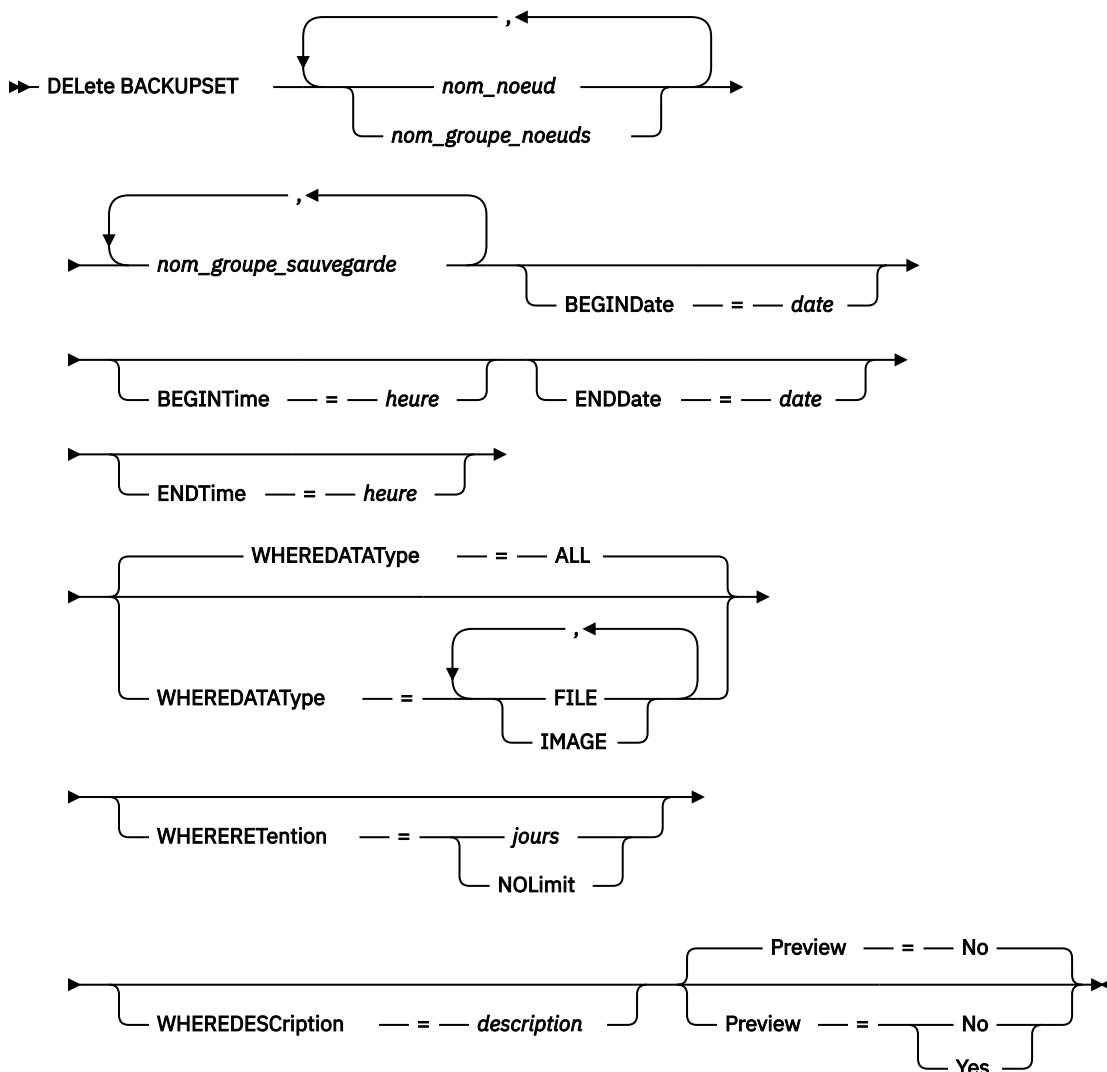 ,
DELete BACKUPSET nom_noeud
nom_groupe_noeuds
,
nom_groupe_sauvegarde
BEGINDate = date
BEGINTime = heure ENDDate = date
ENDTime = heure
WHEREDATAType = ALL
,
WHEREDATAType = FILE
IMAGE
WHERERETention = jours
NOLimit
Preview = No
WHEREDESCription = description Preview = No
Yes